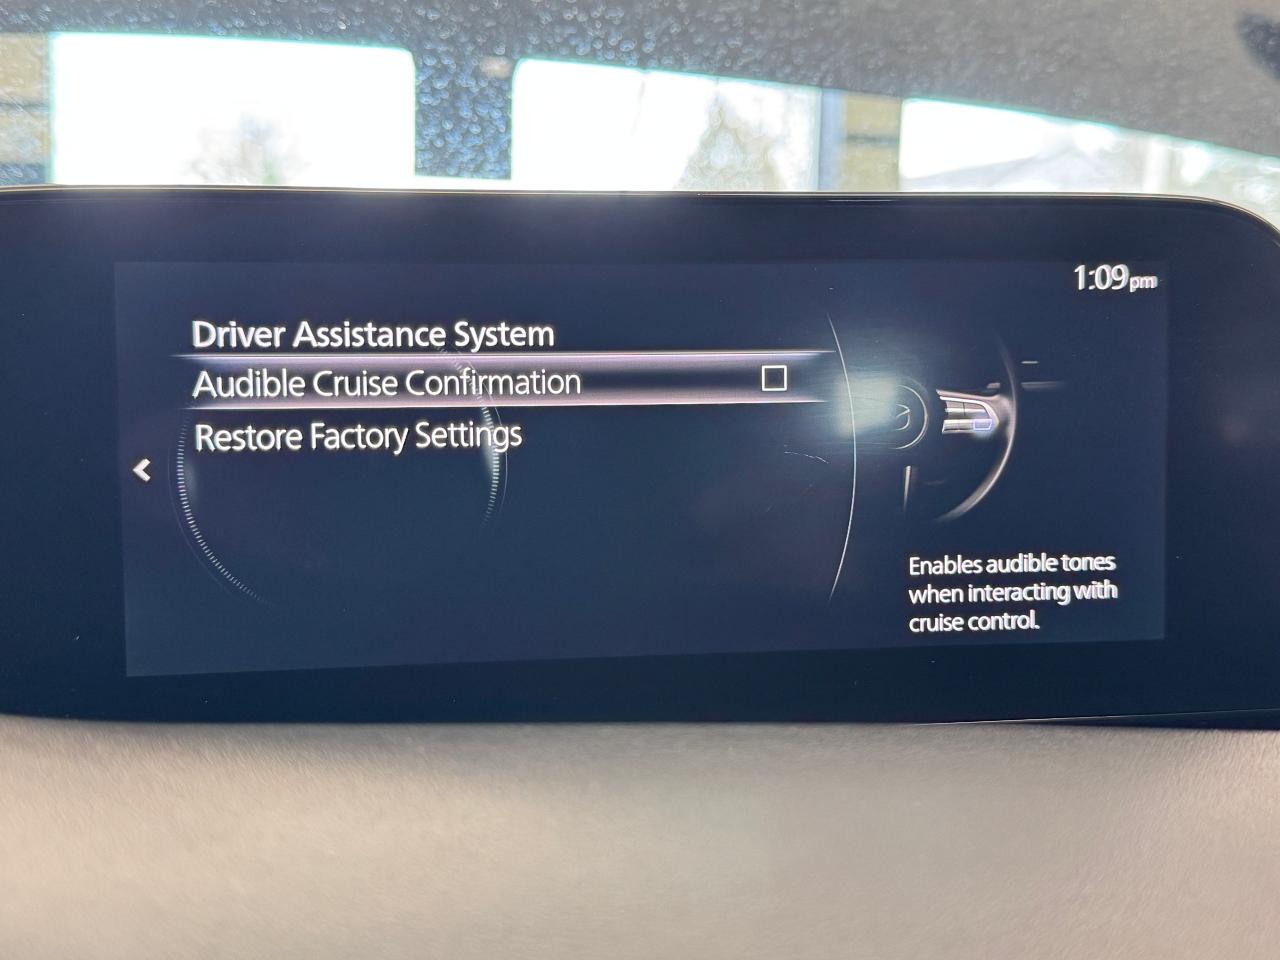 1:09pm
Driver Assistance System
Audible Cruise Confirmation
Restore Factory Settings
Enables audible tones
when interacting with
cruise control.